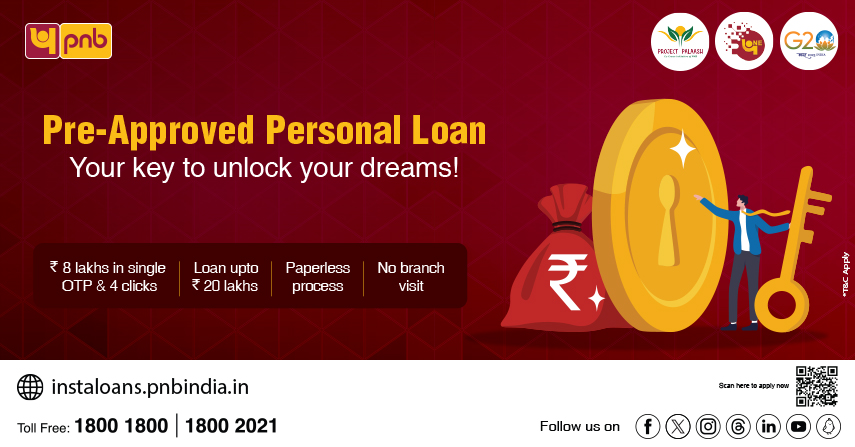 पी pnb
PROJECT PALAASH
ONE
G20
Pre-Approved Personal Loan
Your key to unlock your dreams!
₹ 8 lakhs in single
OTP & 4 clicks
Loan upto
₹ 20 lakhs
Paperless
process
No branch
visit
₹
*T&C Apply
instaloans.pnbindia.in
Scan here to apply now
Toll Free: 1800 1800 | 1800 2021
Follow us on